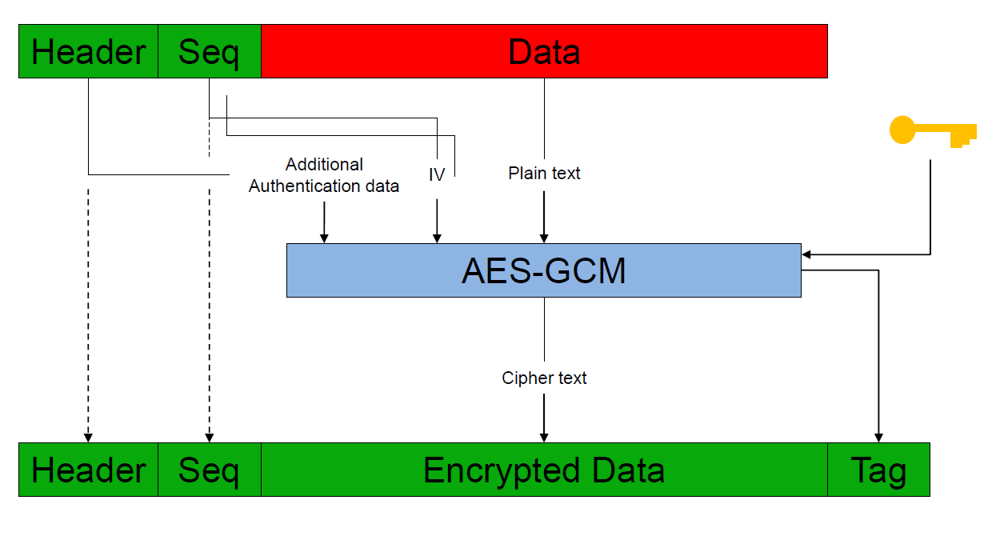 Header Seq Data
Additional
Authentication data
IV
Plain text
AES-GCM
Cipher text
Header Seq Encrypted Data Tag